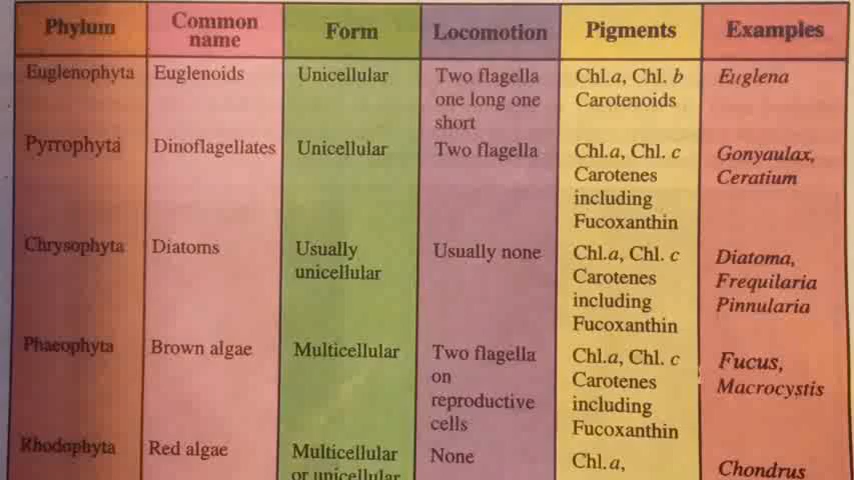 Phylum
Common name
Form
Locomotion
Pigments
Examples
Euglenophyta
Euglenoids
Unicellular
Two flagella
one long one
short
Chl.a, Chl. b
Carotenoids
Euglena
Pyrrophyta
Dinoflagellates
Unicellular
Two flagella
Chl.a, Chl. c
Carotenes
including
Fucoxanthin
Gonyaulax,
Ceratium
Chrysophyta
Diatoms
Usually
unicellular
Usually none
Chl.a, Chl. c
Carotenes
including
Fucoxanthin
Diatoma,
Frequilaria
Pinnularia
Phaeophyta
Brown algae
Multicellular
Two flagella
on
reproductive
cells
Chl.a, Chl. c
Carotenes
including
Fucoxanthin
Fucus,
Macrocystis
Rhodophyta
Red algae
Multicellular
or unicellular
None
Chl.a,
Chondrus